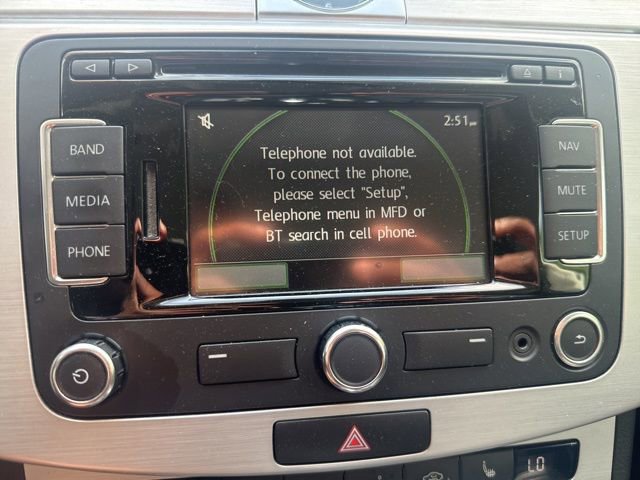 2:51 PM
Telephone not available.
To connect the phone,
please select "Setup",
Telephone menu in MFD or
BT search in cell phone.
BAND
MEDIA
PHONE
NAV
MUTE
SETUP
LO